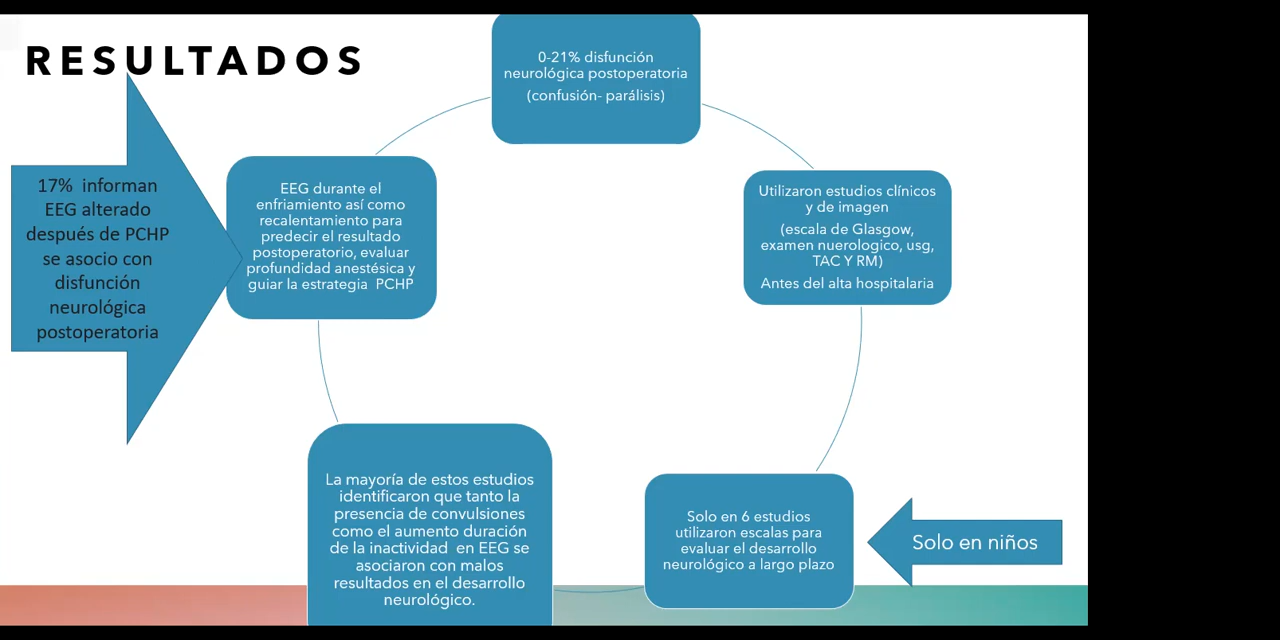 RESULTADOS
0-21% disfunción
neurológica postoperatoria
(confusión- parálisis)
Utilizaron estudios clínicos
y de imagen
(escala de Glasgow,
examen nuerologico, usg,
TAC Y RM)
Antes del alta hospitalaria
Solo en 6 estudios
utilizaron escalas para
evaluar el desarrollo
neurológico a largo plazo
Solo en niños
La mayoría de estos estudios
identificaron que tanto la
presencia de convulsiones
como el aumento duración
de la inactividad en EEG se
asociaron con malos
resultados en el desarrollo
neurológico.
EEG durante el
enfriamiento así como
recalentamiento para
predecir el resultado
postoperatorio, evaluar
profundidad anestésica y
guiar la estrategia PCHP
17% informan
EEG alterado
después de PCHP
se asocio con
disfunción
neurológica
postoperatoria